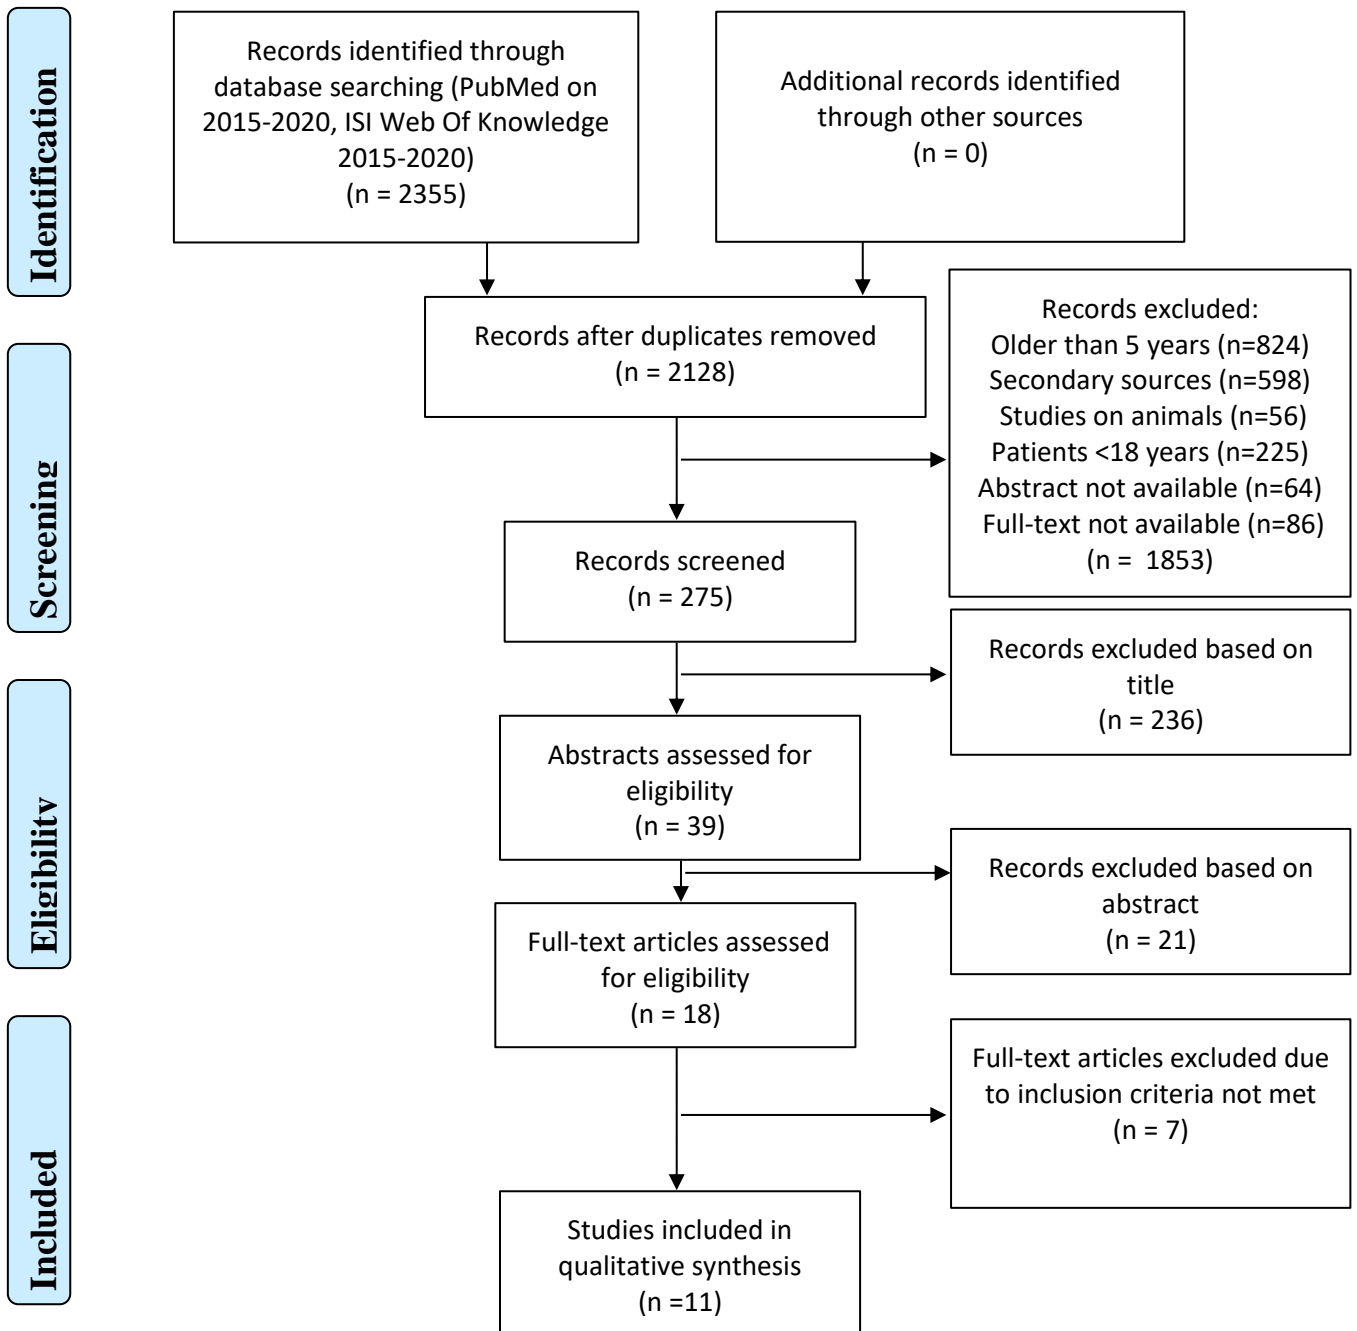 Identification
Records identified through
database searching (PubMed on
2015-2020, ISI Web Of Knowledge
2015-2020)
(n = 2355)
Additional records identified
through other sources
(n = 0)
Records after duplicates removed
(n = 2128)
Records excluded:
Older than 5 years (n=824)
Secondary sources (n=598)
Studies on animals (n=56)
Patients <18 years (n=225)
Abstract not available (n=64)
Full-text not available (n=86)
(n = 1853)
Screening
Records screened
(n = 275)
Records excluded based on
title
(n = 236)
Eligibility
Abstracts assessed for
eligibility
(n = 39)
Records excluded based on
abstract
(n = 21)
Full-text articles assessed
for eligibility
(n = 18)
Included
Full-text articles excluded due
to inclusion criteria not met
(n = 7)
Studies included in
qualitative synthesis
(n =11)